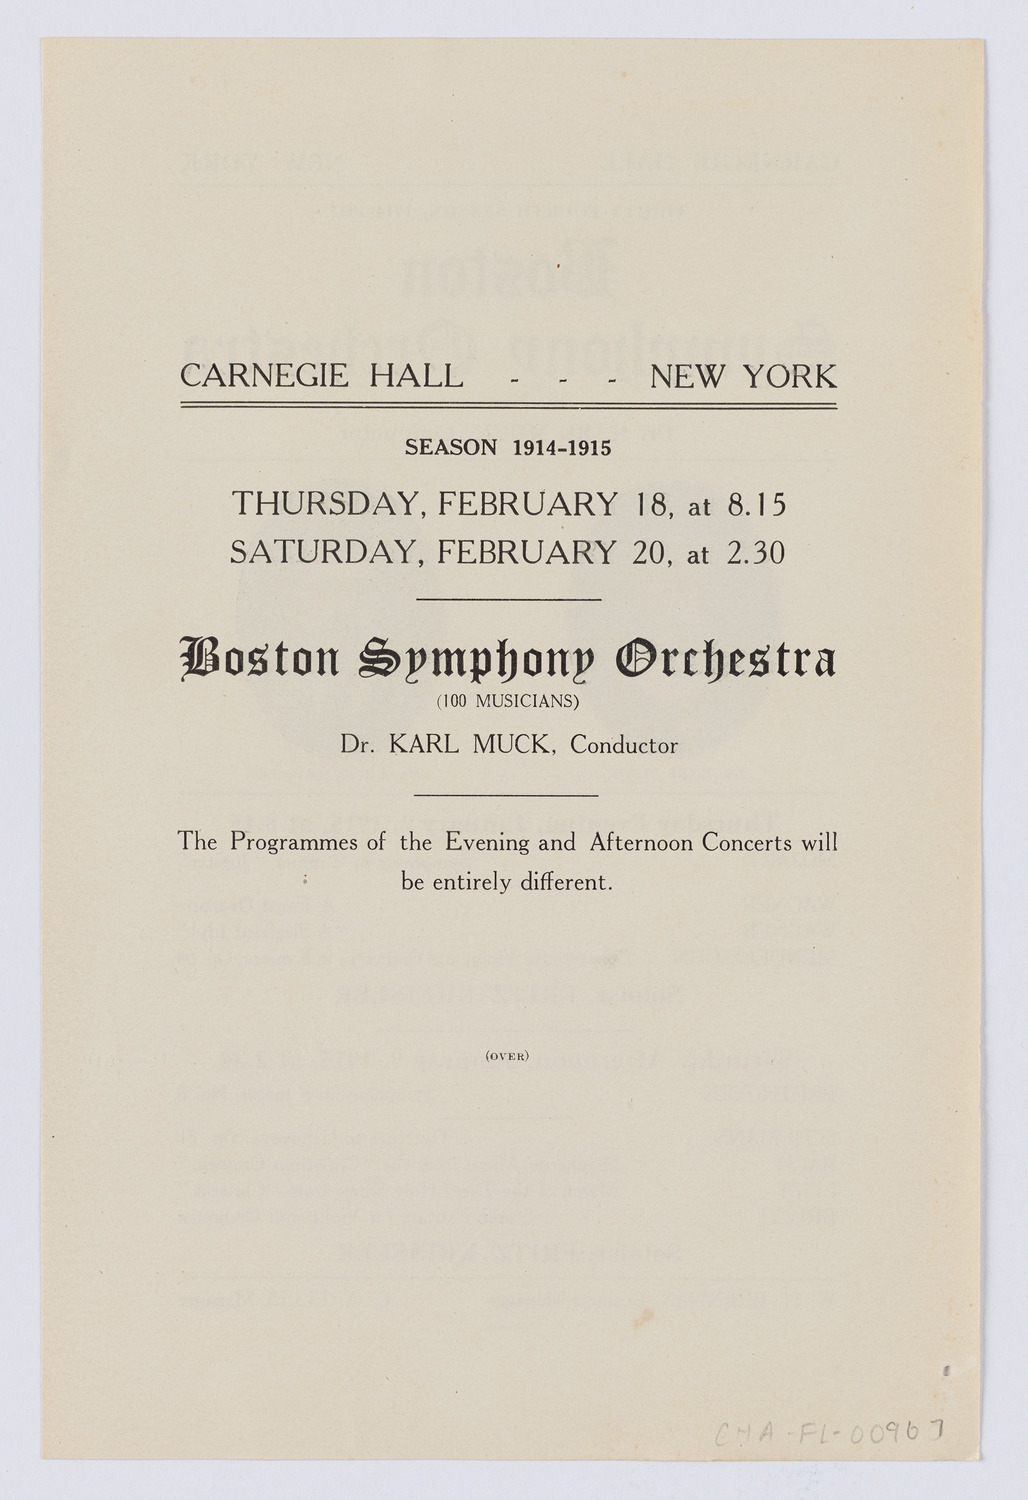 CARNEGIE HALL - - - NEW YORK
SEASON 1914-1915
THURSDAY, FEBRUARY 18, at 8.15
SATURDAY, FEBRUARY 20, at 2.30
Boston Symphony Orchestra
(100 MUSICIANS)
Dr. KARL MUCK, Conductor
The Programmes of the Evening and Afternoon Concerts will
be entirely different.
(OVER)
CHA-FL-00967